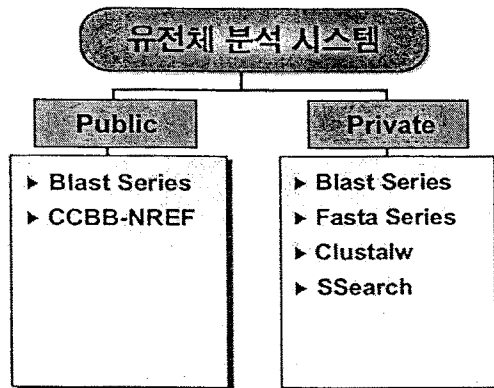 유전체 분석 시스템
Public
▶ Blast Series
▶ CCBB-NREF
Private
▶ Blast Series
▶ Fasta Series
▶ Clustalw
▶ SSearch